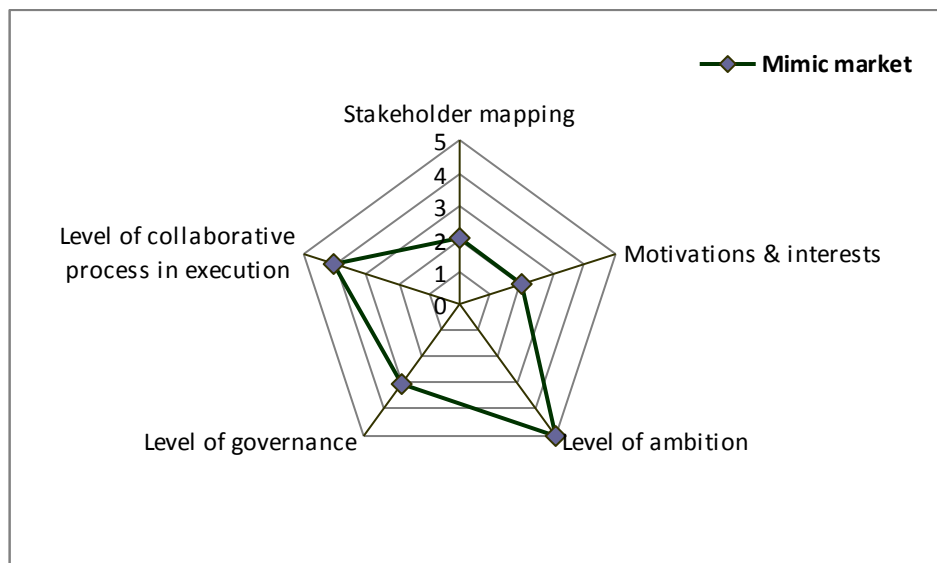 Mimic market
Stakeholder mapping
5
4
3
2
1
0
Level of collaborative
process in execution
Motivations & interests
Level of governance
Level of ambition